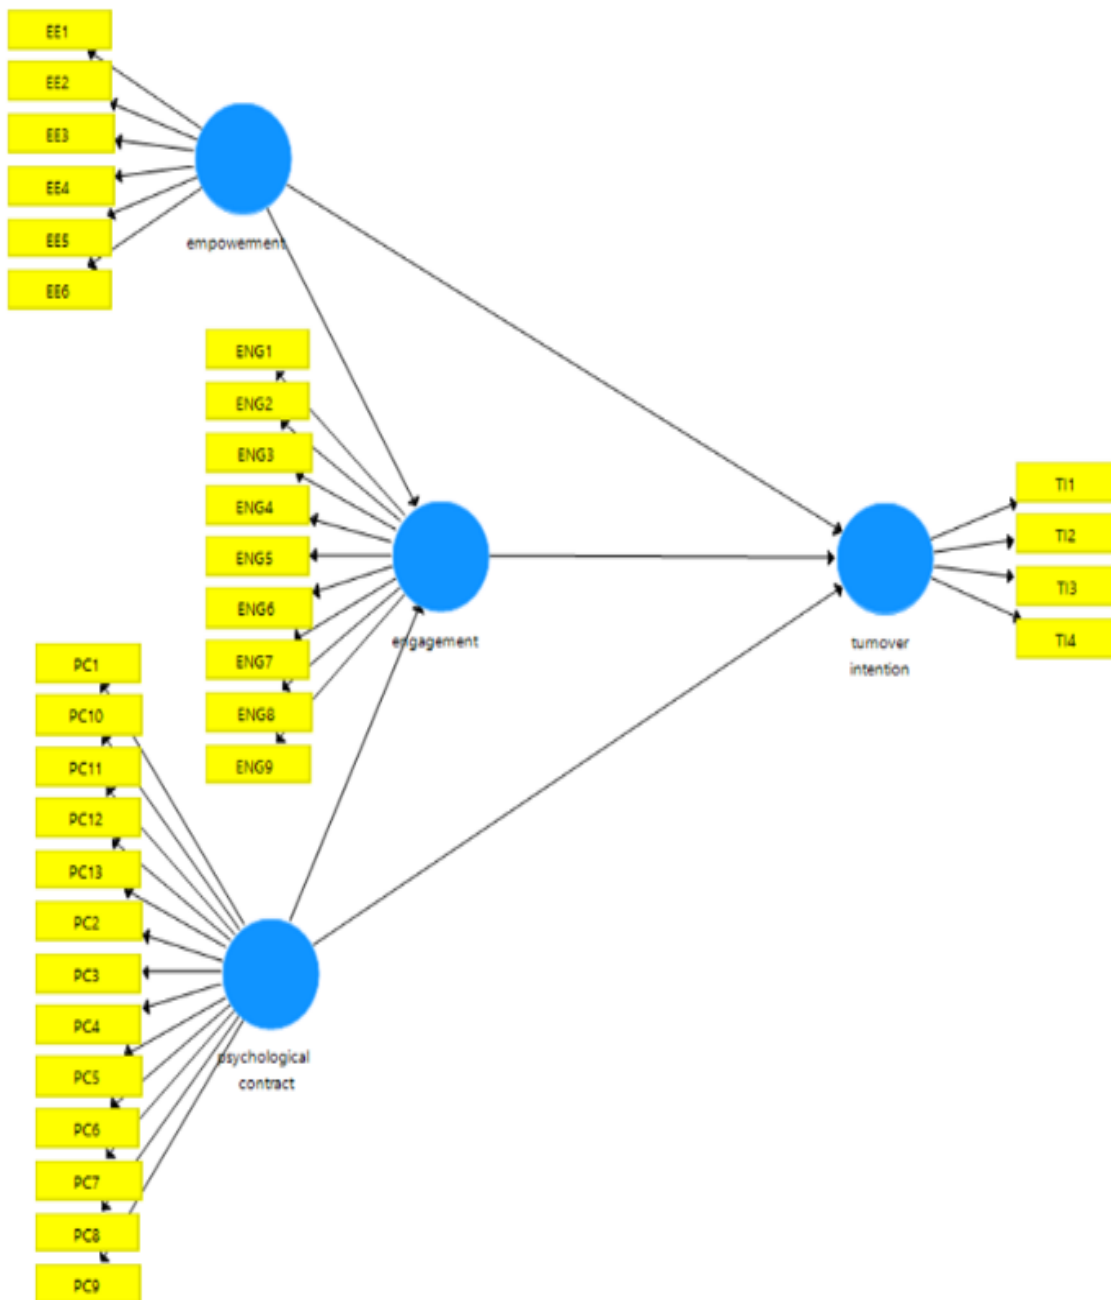 EE1
EE2
EE3
EE4
EE5
EE6
empowerment
ENG1
ENG2
ENG3
ENG4
ENG5
ENG6
ENG7
ENG8
ENG9
engagement
TI1
TI2
TI3
TI4
turnover
intention
PC1
PC10
PC11
PC12
PC13
PC2
PC3
PC4
PC5
PC6
PC7
PC8
PC9
psychological
contract